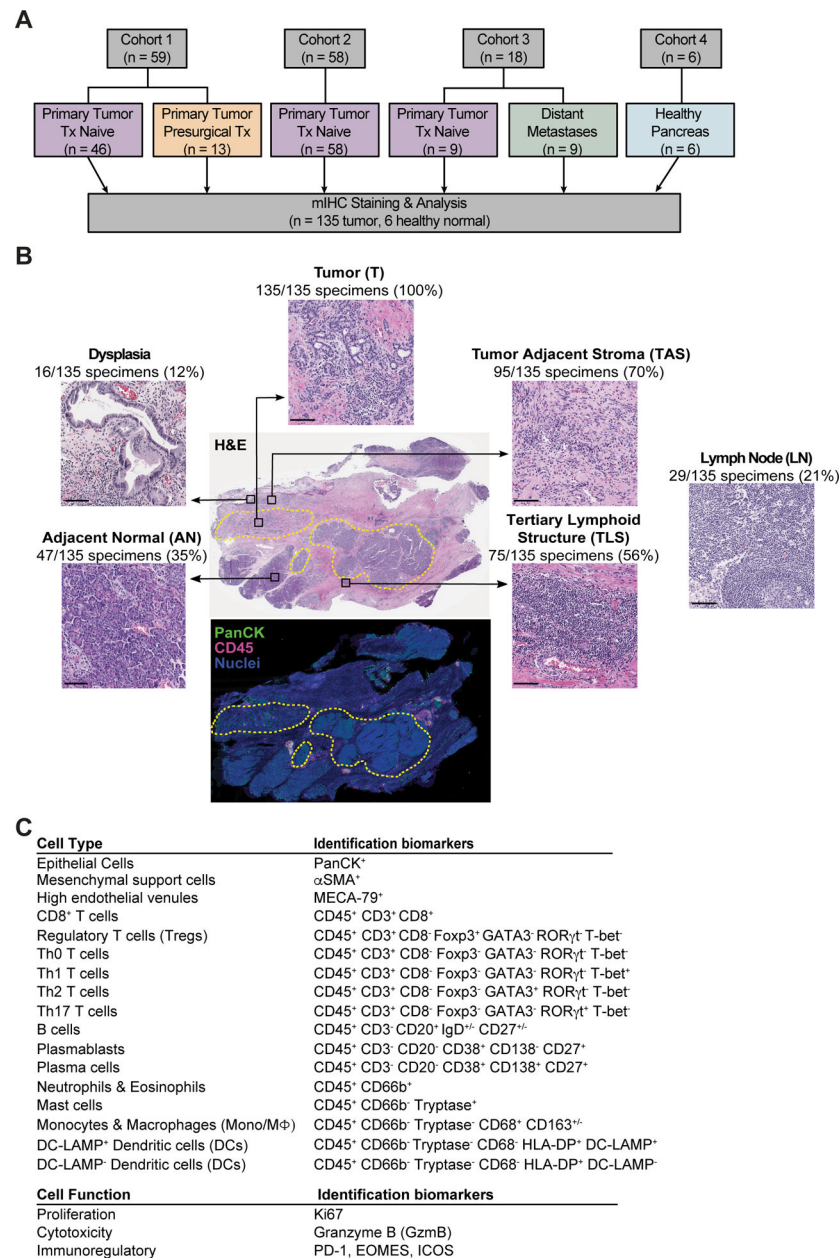 A
Cohort 1
(n = 59)
Cohort 2
(n = 58)
Cohort 3
(n = 18)
Cohort 4
(n = 6)
Primary Tumor
Tx Naive
(n = 46)
Primary Tumor
Presurgical Tx
(n = 13)
Primary Tumor
Tx Naive
(n = 58)
Primary Tumor
Tx Naive
(n = 9)
Distant
Metastases
(n = 9)
Healthy
Pancreas
(n = 6)
mIHC Staining & Analysis
(n = 135 tumor, 6 healthy normal)
B
Tumor (T)
135/135 specimens (100%)
Dysplasia
16/135 specimens (12%)
Tumor Adjacent Stroma (TAS)
95/135 specimens (70%)
H&E
Lymph Node (LN)
29/135 specimens (21%)
Adjacent Normal (AN)
47/135 specimens (35%)
Tertiary Lymphoid
Structure (TLS)
75/135 specimens (56%)
PanCK
CD45
Nuclei
C
Cell Type Identification biomarkers
Epithelial Cells PanCK⁺
Mesenchymal support cells αSMA⁺
High endothelial venules MECA-79⁺
CD8⁺ T cells CD45⁺ CD3⁺ CD8⁺
Regulatory T cells (Tregs) CD45⁺ CD3⁺ CD8⁻ Foxp3⁺ GATA3⁻ RORγt⁻ T-bet⁻
Th0 T cells CD45⁺ CD3⁺ CD8⁻ Foxp3⁻ GATA3⁻ RORγt⁻ T-bet⁻
Th1 T cells CD45⁺ CD3⁺ CD8⁻ Foxp3⁻ GATA3⁻ RORγt⁻ T-bet⁺
Th2 T cells CD45⁺ CD3⁺ CD8⁻ Foxp3⁻ GATA3⁺ RORγt⁻ T-bet⁻
Th17 T cells CD45⁺ CD3⁺ CD8⁻ Foxp3⁻ GATA3⁻ RORγt⁺ T-bet⁻
B cells CD45⁺ CD3⁻ CD20⁺ IgD⁺/⁻ CD27⁺/⁻
Plasmablasts CD45⁺ CD3⁻ CD20⁻ CD38⁺ CD138⁻ CD27⁺
Plasma cells CD45⁺ CD3⁻ CD20⁻ CD38⁺ CD138⁺ CD27⁺
Neutrophils & Eosinophils CD45⁺ CD66b⁺
Mast cells CD45⁺ CD66b⁻ Tryptase⁺
Monocytes & Macrophages (Mono/MΦ) CD45⁺ CD66b⁻ Tryptase⁻ CD68⁺ CD163⁺/⁻
DC-LAMP⁺ Dendritic cells (DCs) CD45⁺ CD66b⁻ Tryptase⁻ CD68⁻ HLA-DP⁺ DC-LAMP⁺
DC-LAMP⁻ Dendritic cells (DCs) CD45⁺ CD66b⁻ Tryptase⁻ CD68⁻ HLA-DP⁺ DC-LAMP⁻
Cell Function Identification biomarkers
Proliferation Ki67
Cytotoxicity Granzyme B (GzmB)
Immunoregulatory PD-1, EOMES, ICOS